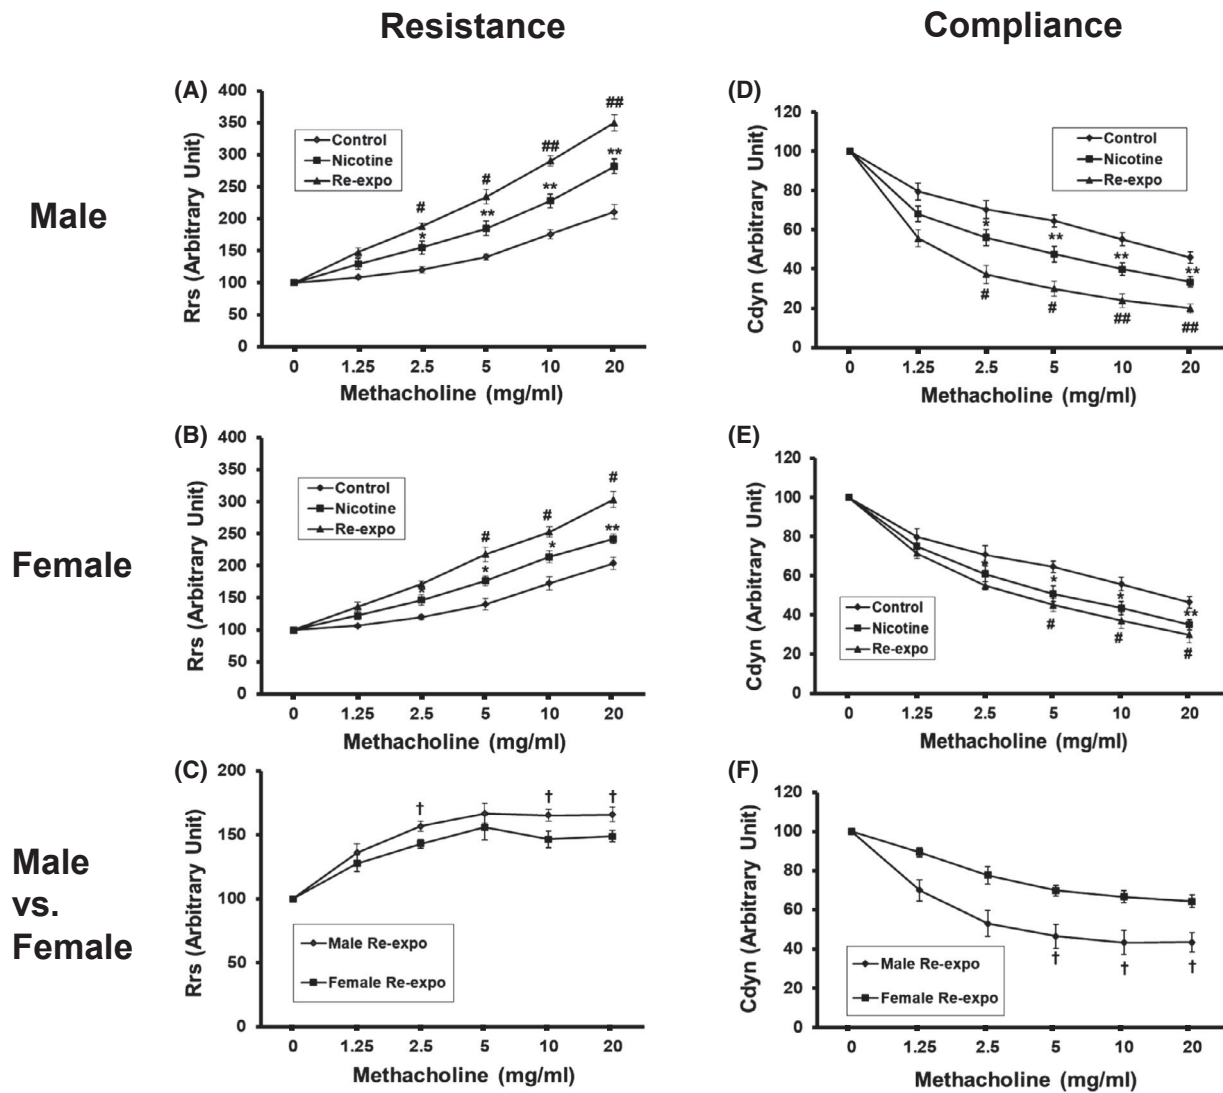 Resistance
Compliance
Male
(A)
Rrs (Arbitrary Unit)
400
350
300
250
200
150
100
50
0
Control
Nicotine
Re-expo
# ## ## #
# * ** ** **
0 1.25 2.5 5 10 20
Methacholine (mg/ml)
(D)
Cdyn (Arbitrary Unit)
120
100
80
60
40
20
0
Control
Nicotine
Re-expo
* ** ** **
# # ## ##
0 1.25 2.5 5 10 20
Methacholine (mg/ml)
Female
(B)
Rrs (Arbitrary Unit)
400
350
300
250
200
150
100
50
0
Control
Nicotine
Re-expo
# # #
* * * **
0 1.25 2.5 5 10 20
Methacholine (mg/ml)
(E)
Cdyn (Arbitrary Unit)
120
100
80
60
40
20
0
Control
Nicotine
Re-expo
* * * **
# # #
0 1.25 2.5 5 10 20
Methacholine (mg/ml)
Male
vs.
Female
(C)
Rrs (Arbitrary Unit)
200
150
100
50
0
† † †
Male Re-expo
Female Re-expo
0 1.25 2.5 5 10 20
Methacholine (mg/ml)
(F)
Cdyn (Arbitrary Unit)
120
100
80
60
40
20
0
† † †
Male Re-expo
Female Re-expo
0 1.25 2.5 5 10 20
Methacholine (mg/ml)